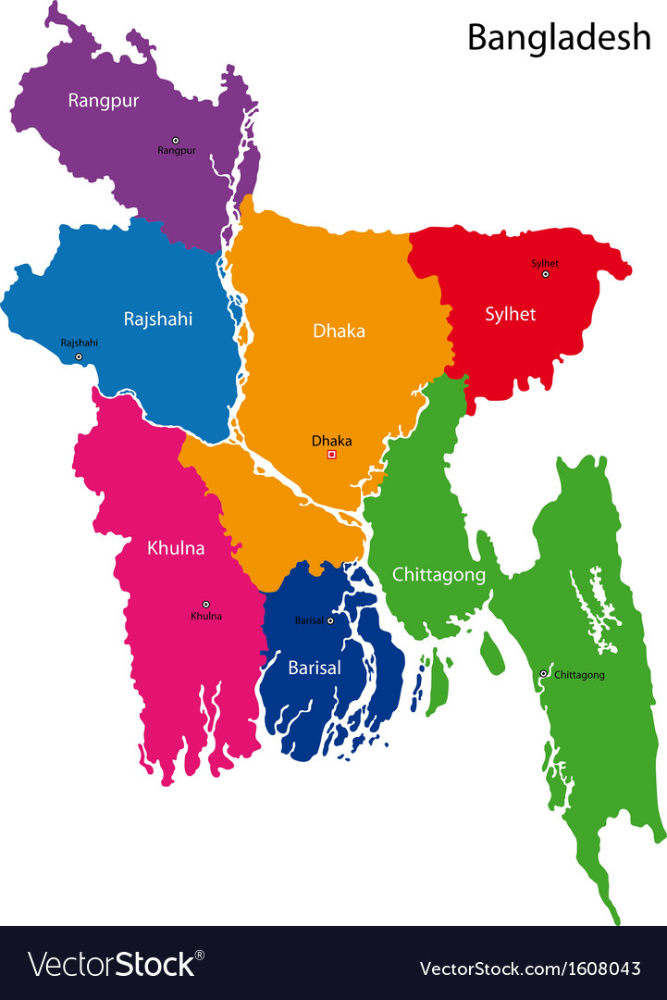 Bangladesh
Rangpur
Rangpur
Sylhet
Rajshahi
Dhaka
Sylhet
Rajshahi
Dhaka
Khulna
Chittagong
Khulna
Barisal
Barisal
Chittagong
VectorStock®
VectorStock.com/1608043